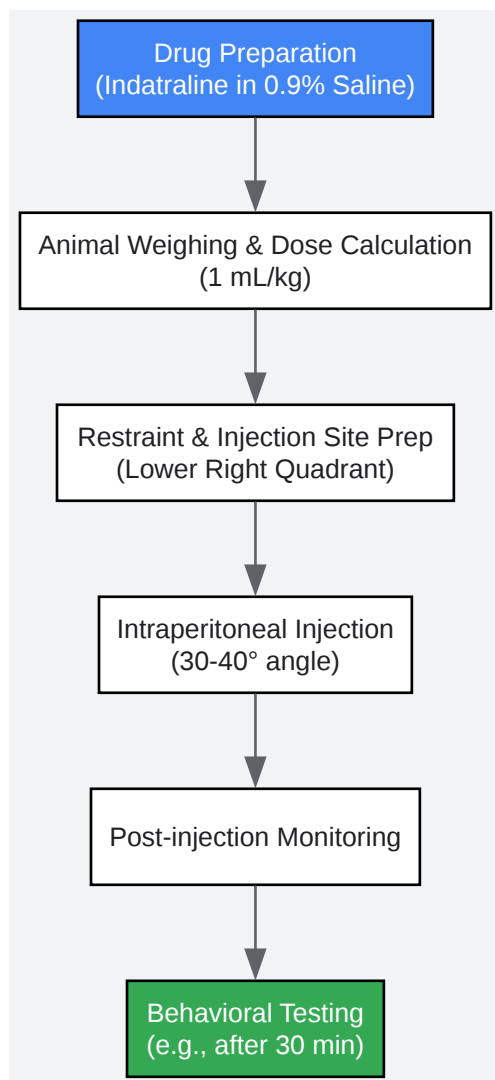 Drug Preparation
(Indatraline in 0.9% Saline)
Animal Weighing & Dose Calculation
(1 mL/kg)
Restraint & Injection Site Prep
(Lower Right Quadrant)
Intraperitoneal Injection
(30-40° angle)
Post-injection Monitoring
Behavioral Testing
(e.g., after 30 min)